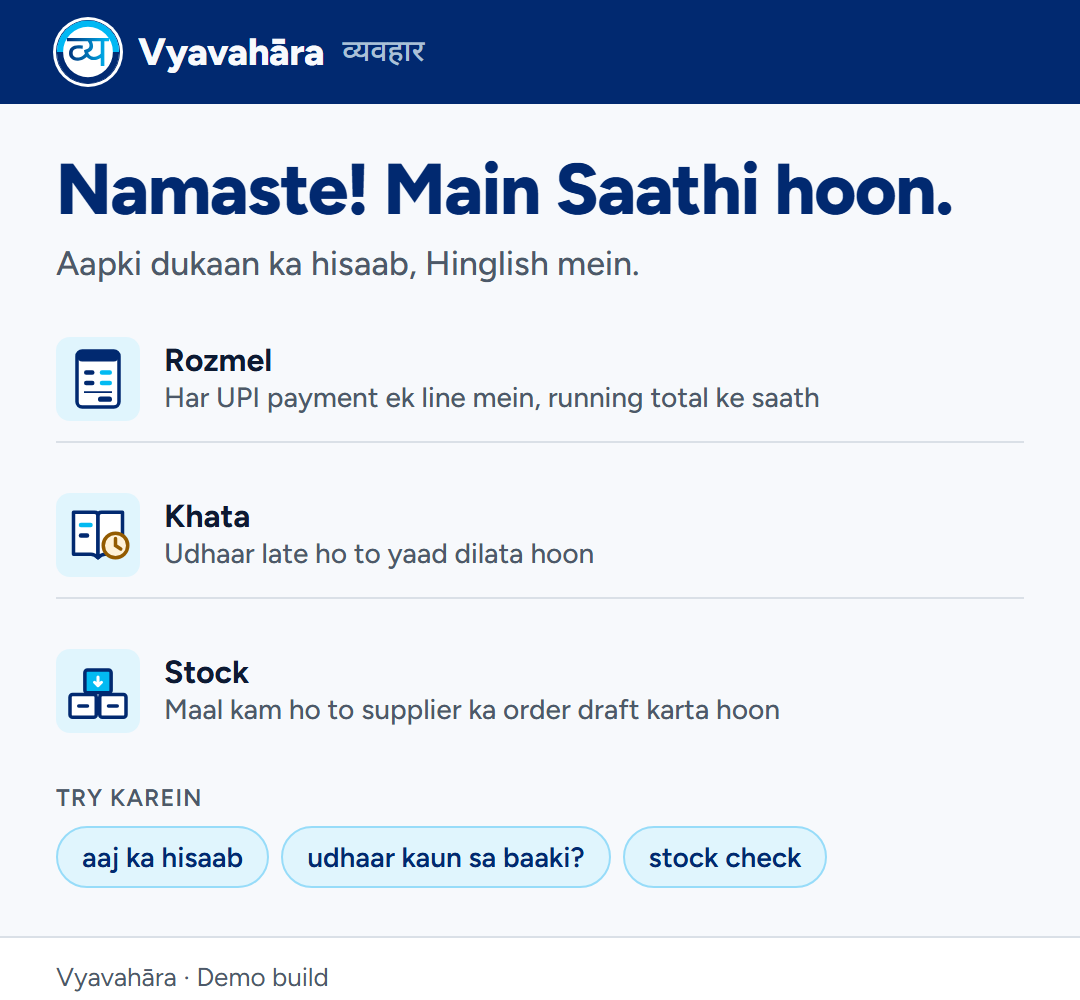 व्य
Vyavahāra व्यवहार
Namaste! Main Saathi hoon.
Aapki dukaan ka hisaab, Hinglish mein.
Rozmel
Har UPI payment ek line mein, running total ke saath
Khata
Udhaar late ho to yaad dilata hoon
Stock
Maal kam ho to supplier ka order draft karta hoon
TRY KAREIN
aaj ka hisaab
udhaar kaun sa baaki?
stock check
Vyavahāra · Demo build